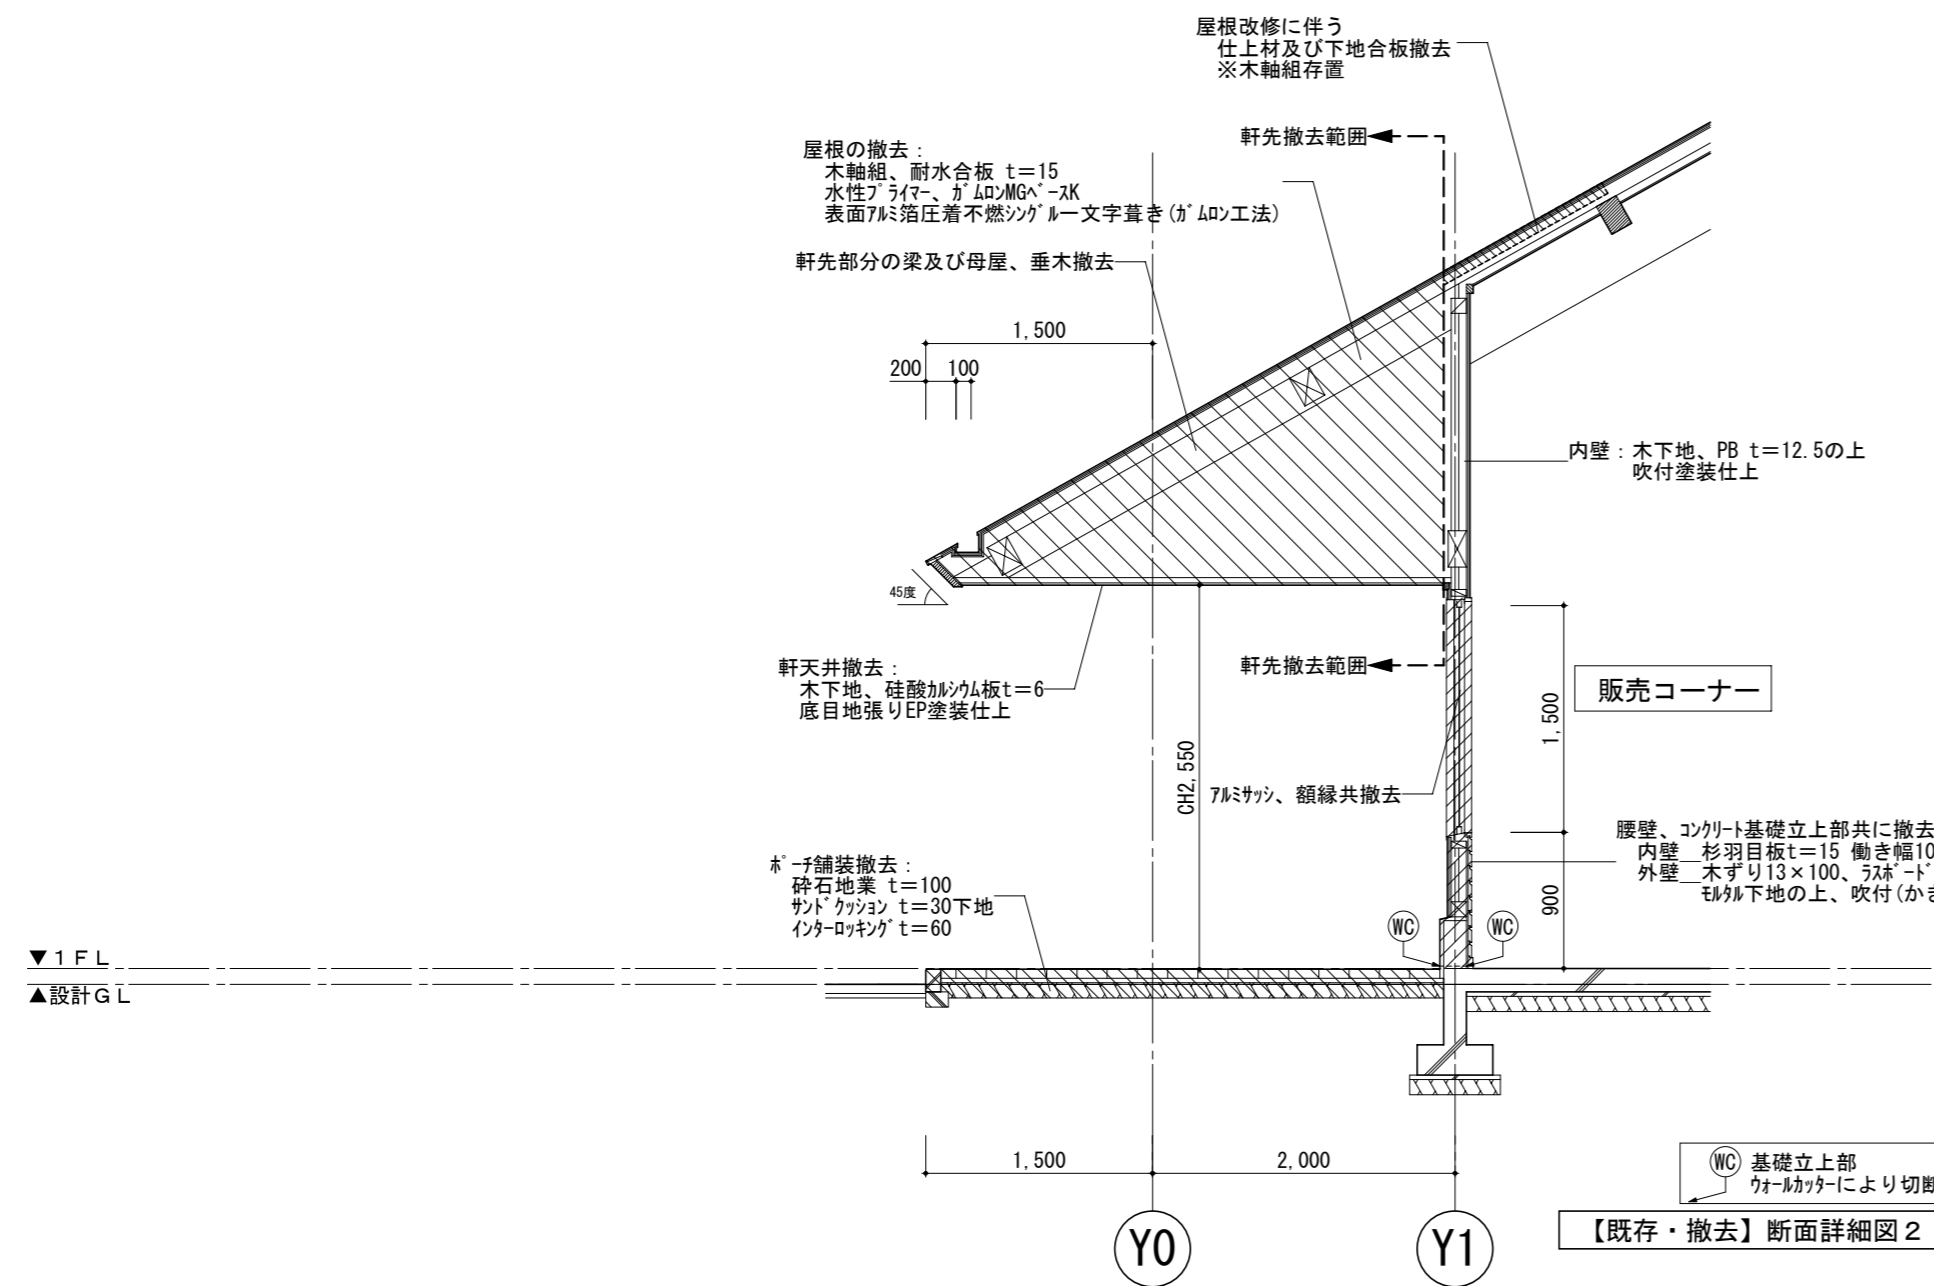 屋根改修に伴う
仕上材及び下地合板撤去
※木軸組存置
軒先撤去範囲
屋根の撤去：
木軸組、耐水合板 t＝15
水性ﾌﾟﾗｲﾏｰ、ｶﾞﾑﾛﾝMGﾍﾞｰｽK
表面ｱﾙﾐ箔圧着不燃ｼﾝｸﾞﾙ一文字葺き(ｶﾞﾑﾛﾝ工法)
軒先部分の梁及び母屋、垂木撤去
1,500
200 100
内壁：木下地、PB t＝12.5の上
吹付塗装仕上
45度
軒天井撤去：
木下地、硅酸ｶﾙｼｳﾑ板t＝6
底目地張りEP塗装仕上
軒先撤去範囲
販売コーナー
1,500
CH2,550
ｱﾙﾐｻｯｼ、額縁共撤去
腰壁、ｺﾝｸﾘｰﾄ基礎立上部共に撤去
内壁＿杉羽目板t＝15 働き幅10
外壁＿木ずり13×100、ﾗｽﾎﾞｰﾄﾞ
ﾓﾙﾀﾙ下地の上、吹付(かき
900
ﾎﾟｰﾁ舗装撤去：
砕石地業 t＝100
ｻﾝﾄﾞｸｯｼｮﾝ t＝30下地
ｲﾝﾀｰﾛｯｷﾝｸﾞt＝60
WC WC
▼１ＦＬ
▲設計ＧＬ
1,500 2,000
WC 基礎立上部
ｳｫｰﾙｶｯﾀｰにより切断
Y0 Y1
【既存・撤去】断面詳細図２